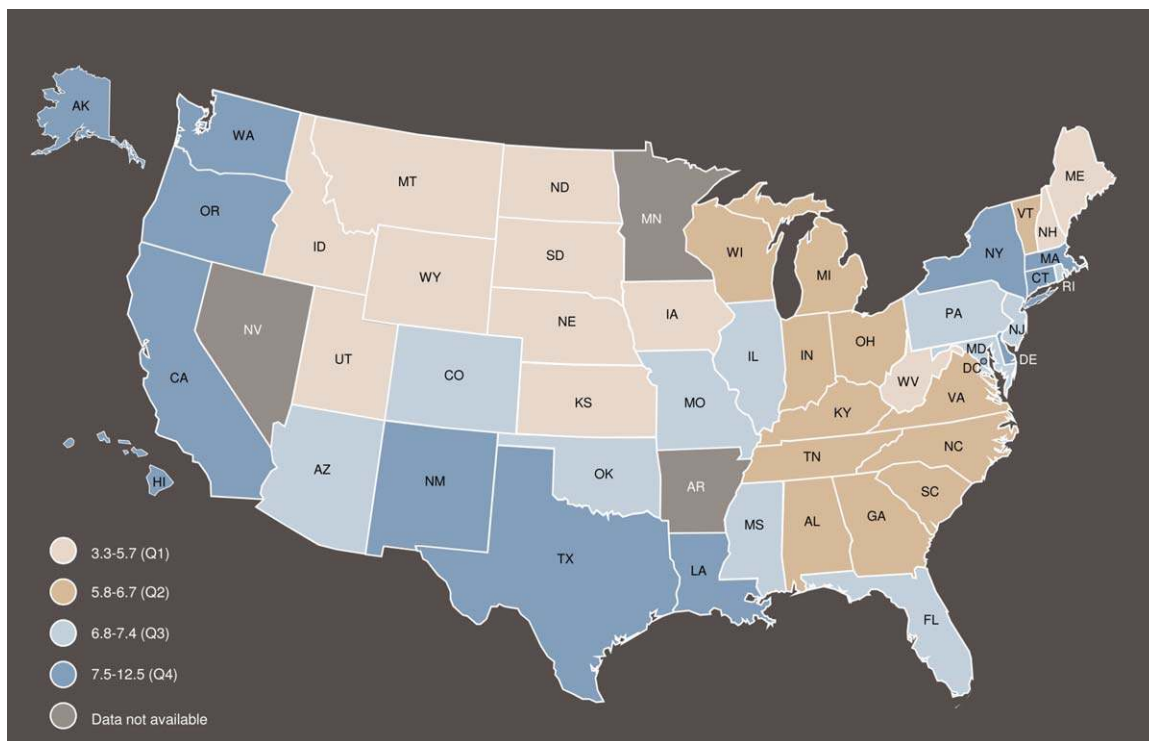 AK
WA
MT
ND
MN
ME
VT
NH
OR
ID
SD
WI
MI
NY
MA
CT
RI
WY
NV
NE
IA
PA
NJ
UT
CO
IL
IN
OH
MD
DE
DC
WV
CA
KS
MO
VA
KY
NC
AZ
NM
OK
TN
AR
SC
HI
MS
AL
GA
TX
LA
FL
3.3-5.7 (Q1)
5.8-6.7 (Q2)
6.8-7.4 (Q3)
7.5-12.5 (Q4)
Data not available